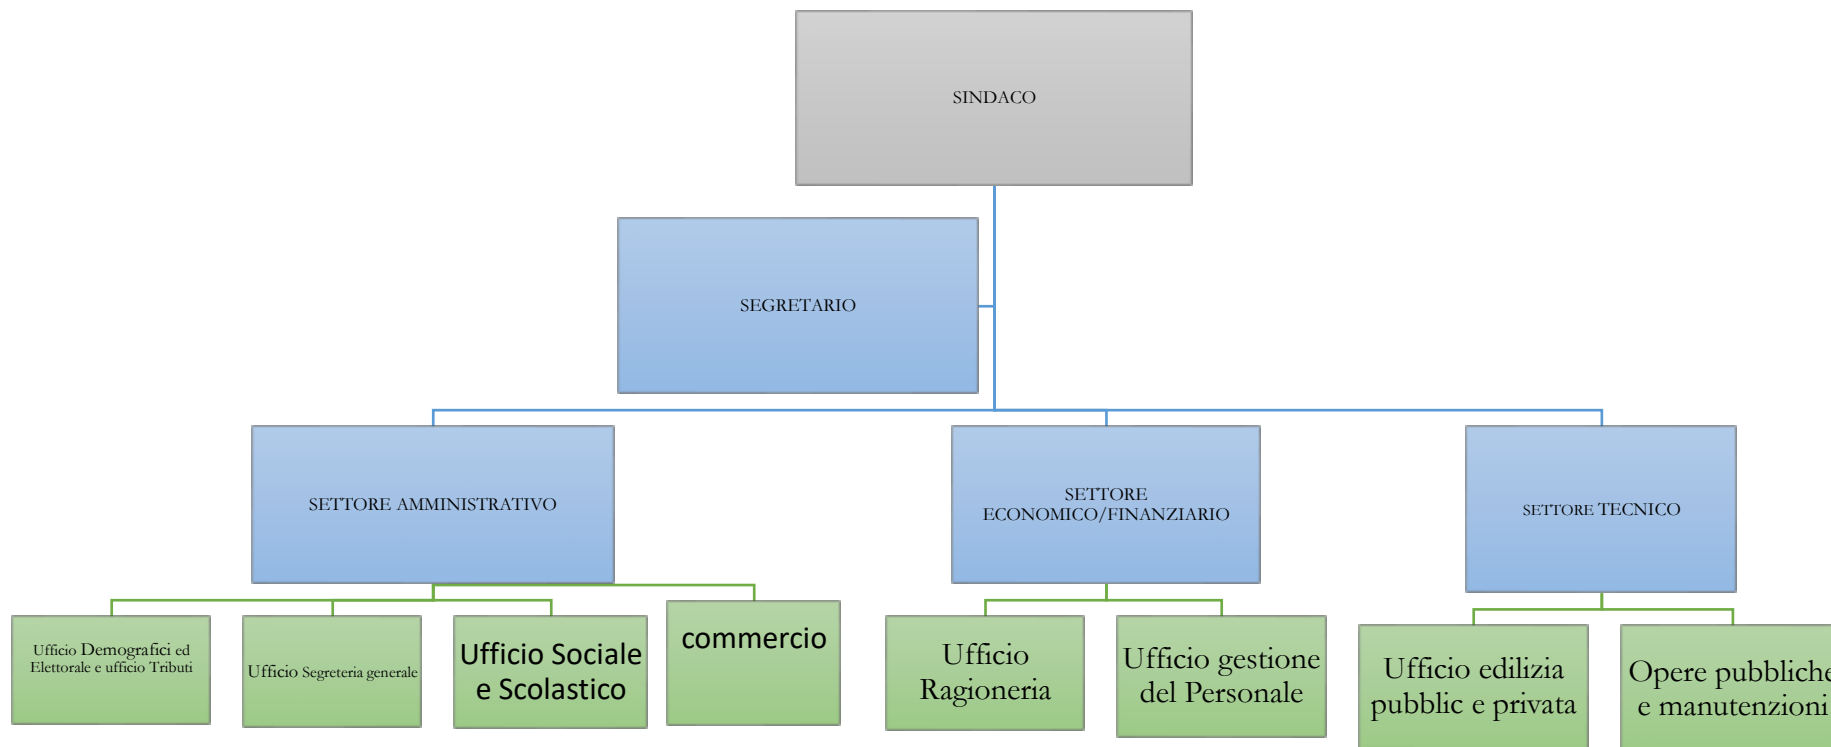 SINDACO
SEGRETARIO
SETTORE AMMINISTRATIVO
SETTORE
ECONOMICO/FINANZIARIO
SETTORE TECNICO
Ufficio Demografici ed
Elettorale e ufficio Tributi
Ufficio Segreteria generale
Ufficio Sociale
e Scolastico
commercio
Ufficio
Ragioneria
Ufficio gestione
del Personale
Ufficio edilizia
pubblic e privata
Opere pubbliche
e manutenzioni